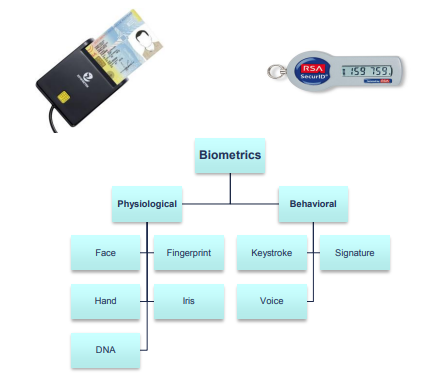 RSA
SecurID®
159 759
Biometrics
Physiological
Behavioral
Face
Fingerprint
Keystroke
Signature
Hand
Iris
Voice
DNA